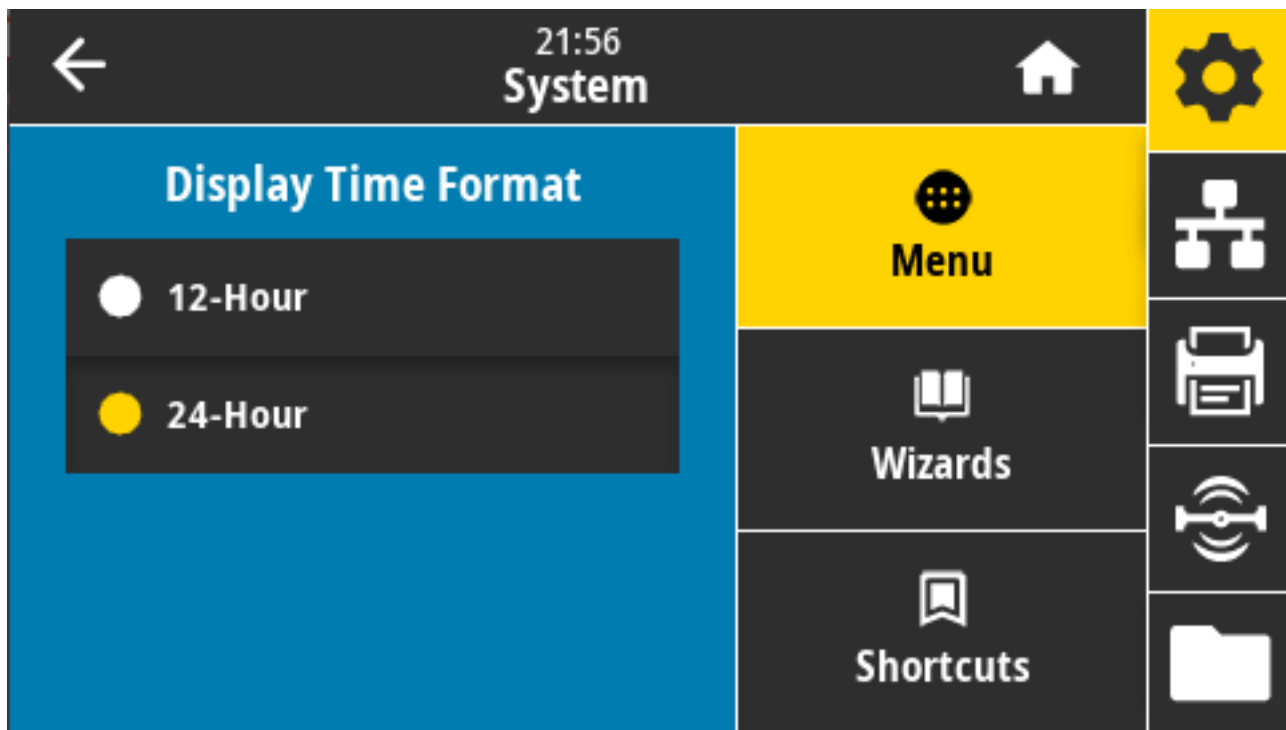 21:56
System
Display Time Format
12-Hour
24-Hour
Menu
Wizards
Shortcuts